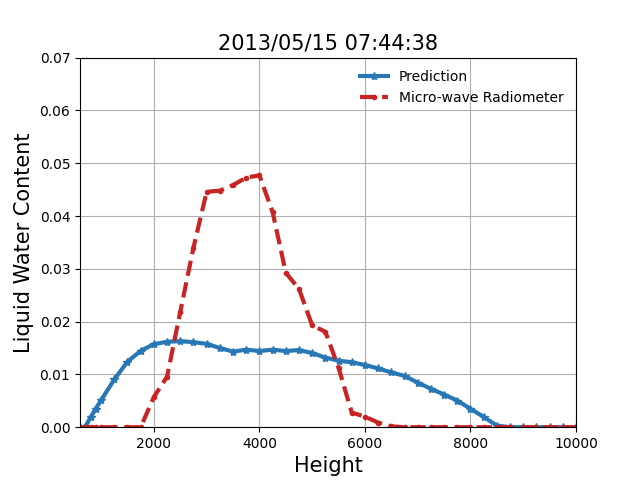 2013/05/15 07:44:38
Prediction
Micro-wave Radiometer
Liquid Water Content
0.07
0.06
0.05
0.04
0.03
0.02
0.01
0.00
2000 4000 6000 8000 10000
Height